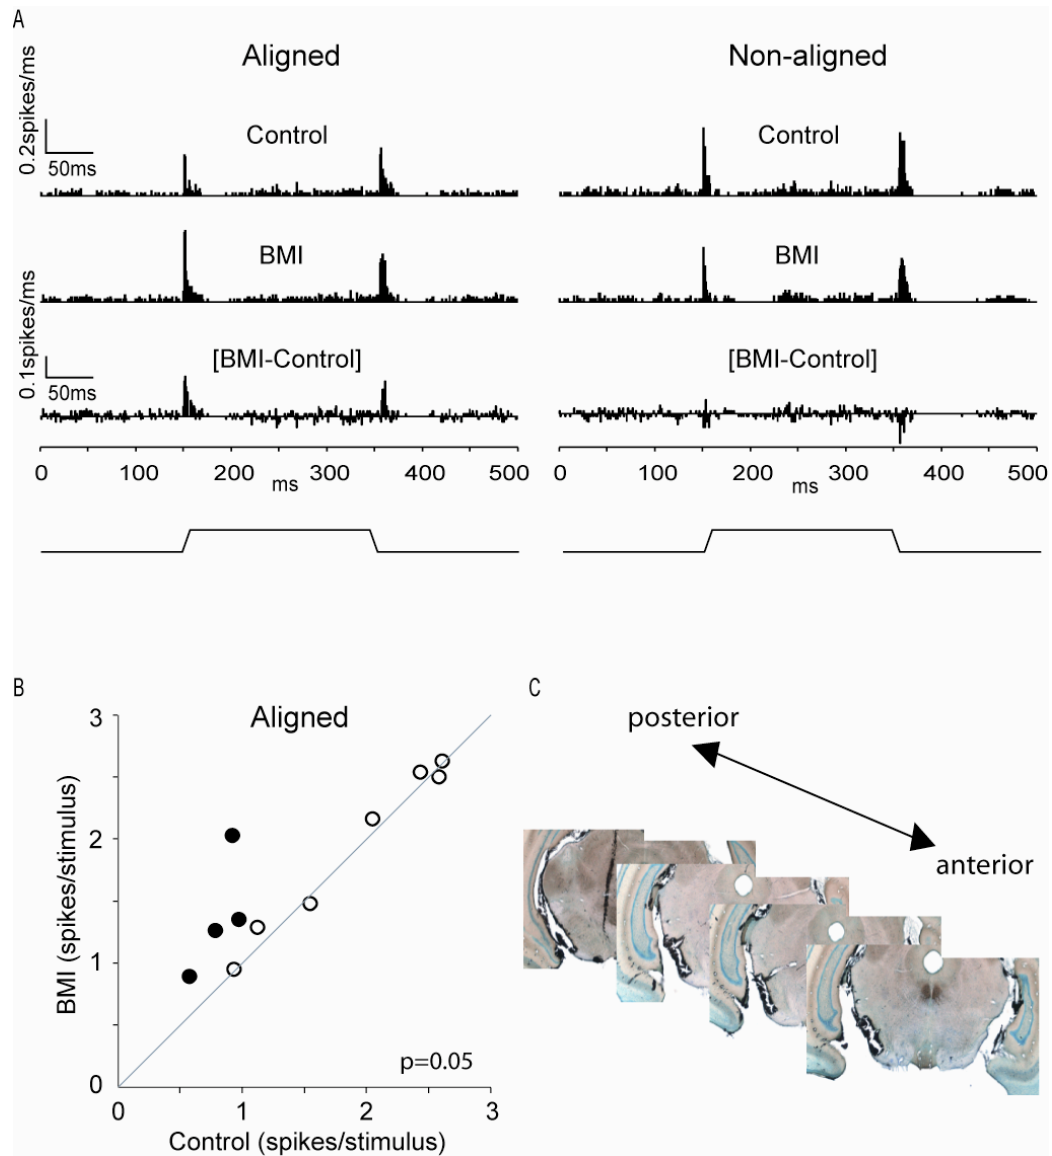 A
Aligned
Non-aligned
0.2spikes/ms
50ms
Control
Control
BMI
BMI
0.1spikes/ms
50ms
[BMI-Control]
[BMI-Control]
0 100 200 300 400 500
ms
0 100 200 300 400 500
ms
B
Aligned
3
2
1
0
BMI (spikes/stimulus)
p=0.05
0 1 2 3
Control (spikes/stimulus)
C
posterior
anterior